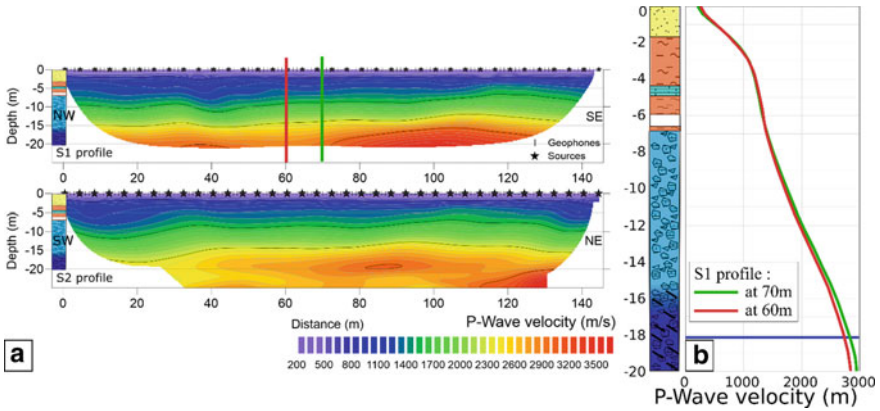 Depth (m)
0
-5
-10
-15
-20
NW
SE
Geophones
Sources
S1 profile
0 20 40 60 80 100 120 140
Depth (m)
0
-5
-10
-15
-20
SW
NE
S2 profile
0 20 40 60 80 100 120 140
Distance (m)
P-Wave velocity (m/s)
200 500 800 1100 1400 1700 2000 2300 2600 2900 3500
a
-0
-2
-4
-6
-8
-10
-12
-14
-16
-18
-20
S1 profile :
at 70m
at 60m
b
0 1000 2000 3000
P-Wave velocity (m)